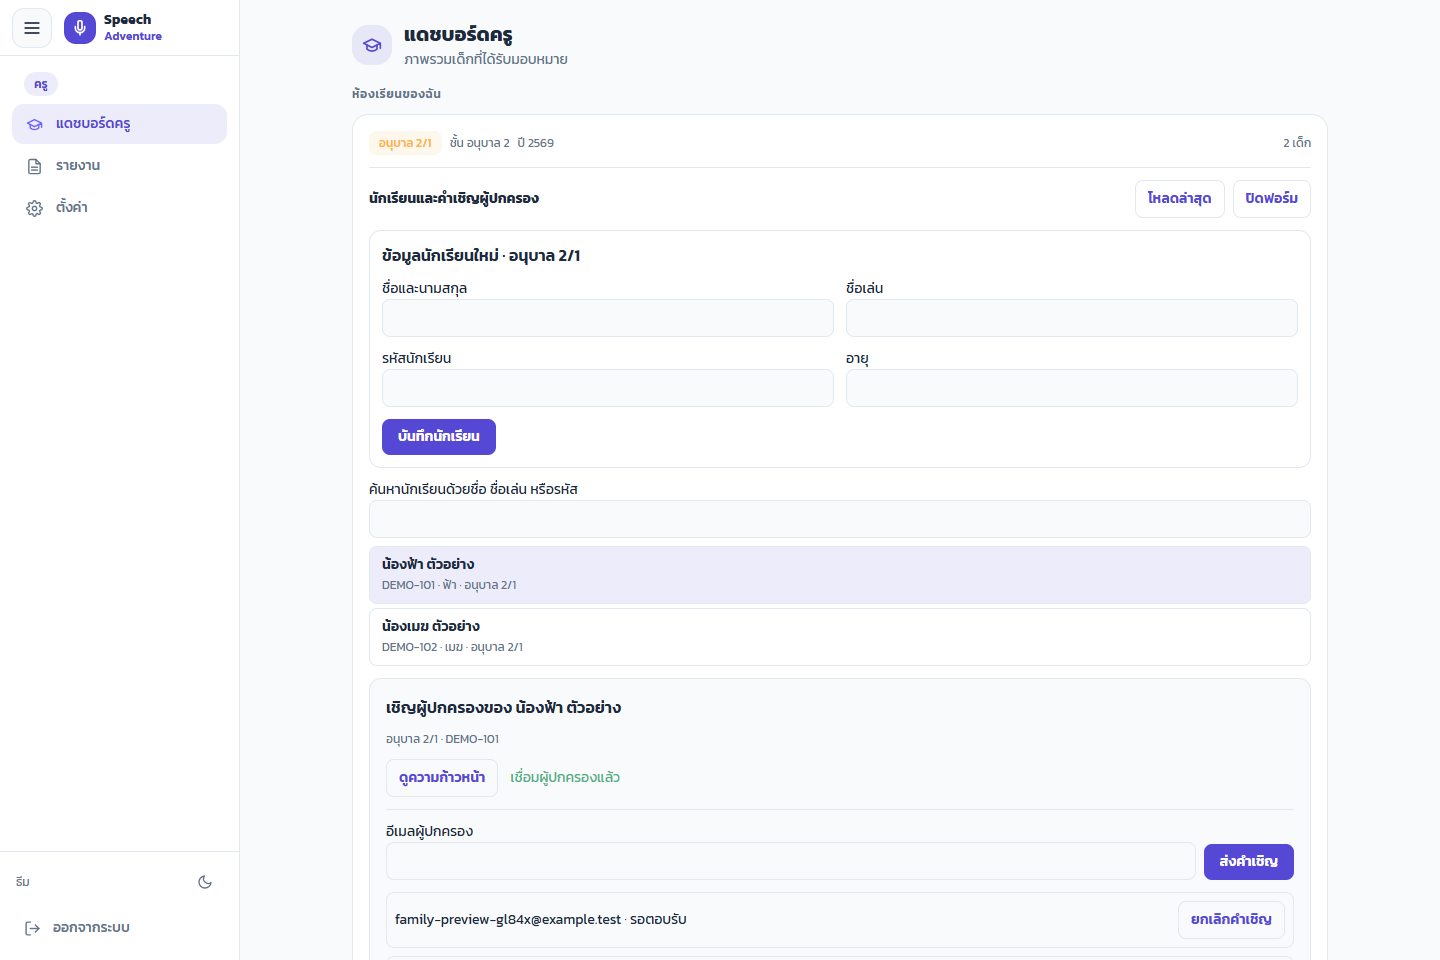 Speech
Adventure
ครู
แดชบอร์ดครู
รายงาน
ตั้งค่า
ธีม
ออกจากระบบ
แดชบอร์ดครู
ภาพรวมเด็กที่ได้รับมอบหมาย
ห้องเรียนของฉัน
อนุบาล 2/1 ชั้น อนุบาล 2 ปี 2569 2 เด็ก
นักเรียนและคำเชิญผู้ปกครอง โหลดล่าสุด ปิดฟอร์ม
ข้อมูลนักเรียนใหม่ · อนุบาล 2/1
ชื่อและนามสกุล ชื่อเล่น
รหัสนักเรียน อายุ
บันทึกนักเรียน
ค้นหานักเรียนด้วยชื่อ ชื่อเล่น หรือรหัส
น้องฟ้า ตัวอย่าง
DEMO-101 · ฟ้า · อนุบาล 2/1
น้องเมฆ ตัวอย่าง
DEMO-102 · เมฆ · อนุบาล 2/1
เชิญผู้ปกครองของ น้องฟ้า ตัวอย่าง
อนุบาล 2/1 · DEMO-101
ดูความก้าวหน้า เชื่อมผู้ปกครองแล้ว
อีเมลผู้ปกครอง
ส่งคำเชิญ
family-preview-gl84x@example.test · รอตอบรับ ยกเลิกคำเชิญ